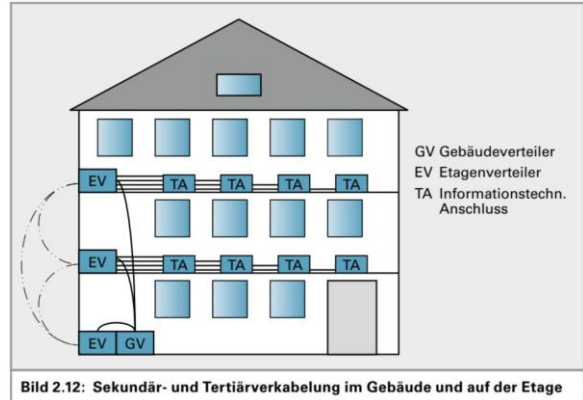 GV Gebäudeverteiler
EV Etagenverteiler
TA Informationstechn.
Anschluss
EV TA TA TA TA
EV TA TA TA TA
EV GV
Bild 2.12: Sekundär- und Tertiärverkabelung im Gebäude und auf der Etage